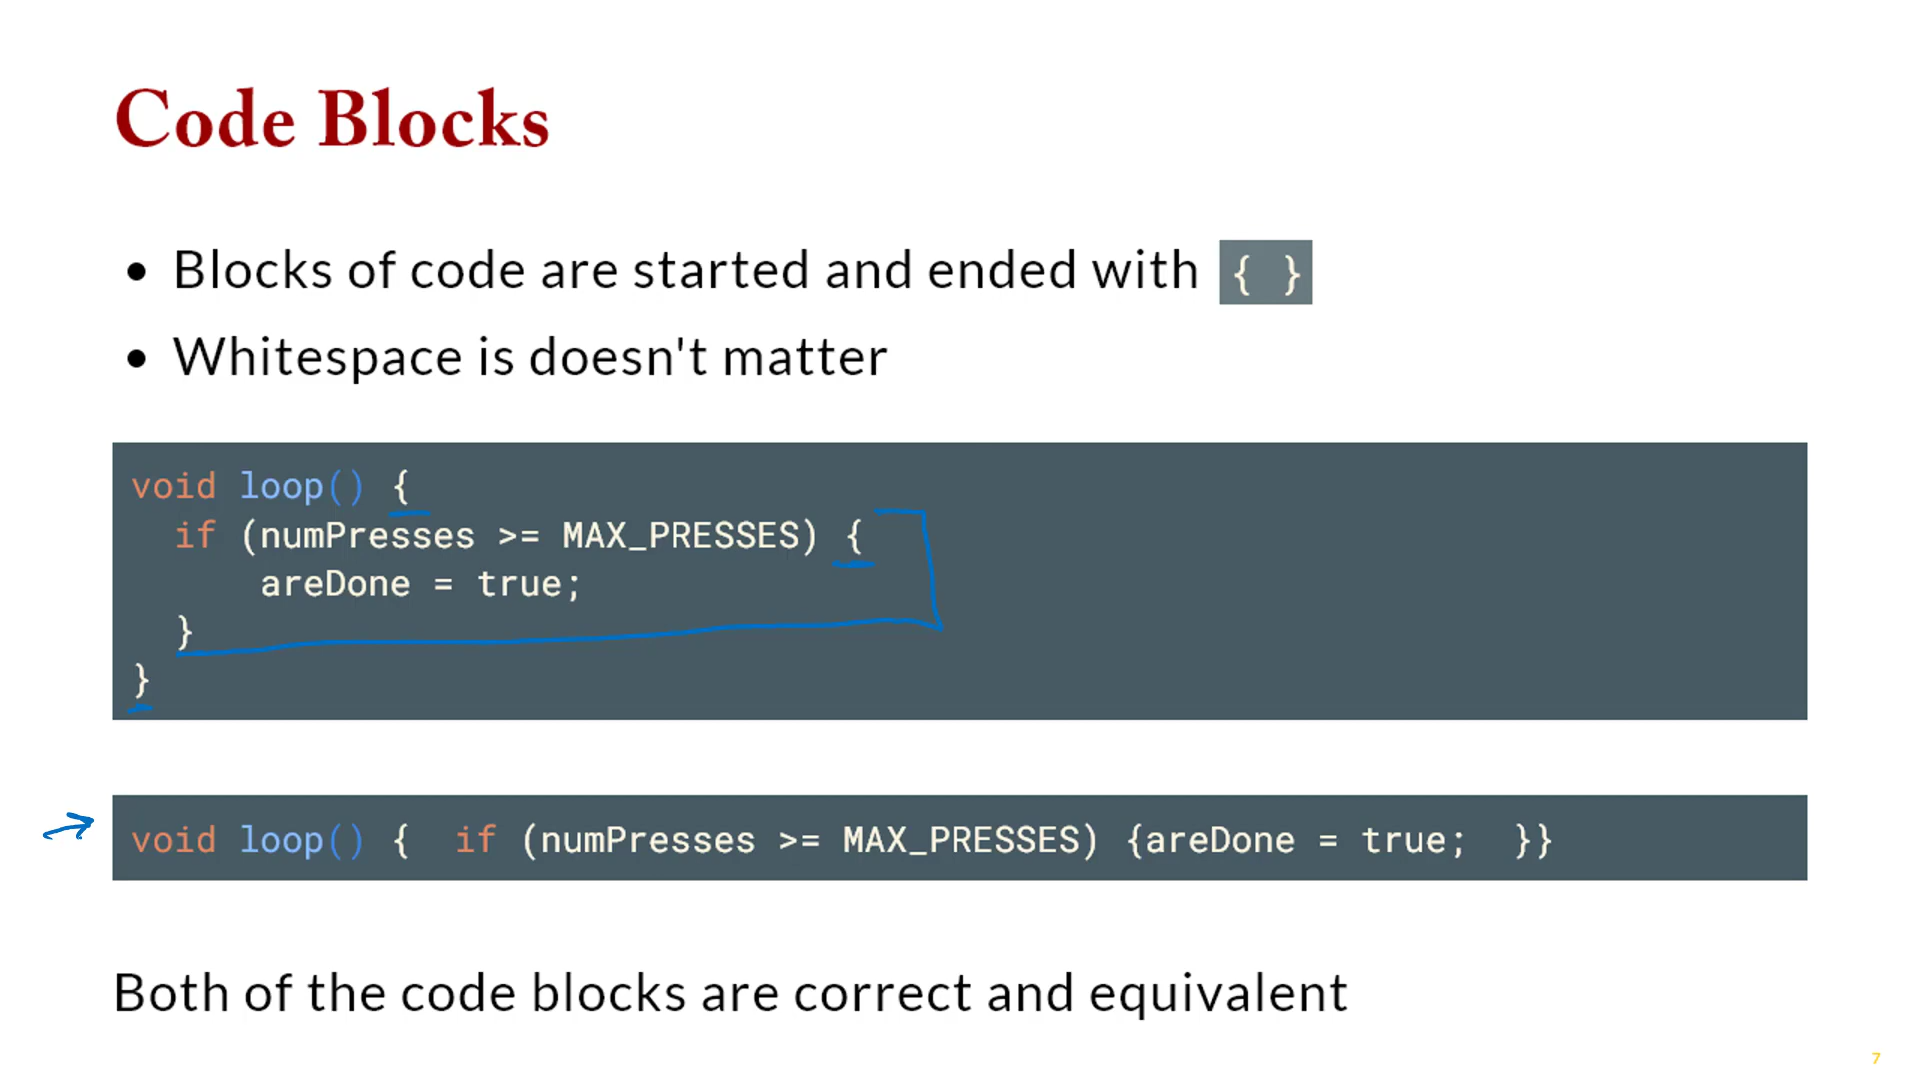 Code Blocks
• Blocks of code are started and ended with { }
• Whitespace is doesn't matter
void loop() {
  if (numPresses >= MAX_PRESSES) {
      areDone = true;
  }
}
void loop() {  if (numPresses >= MAX_PRESSES) {areDone = true;  }}
Both of the code blocks are correct and equivalent
7